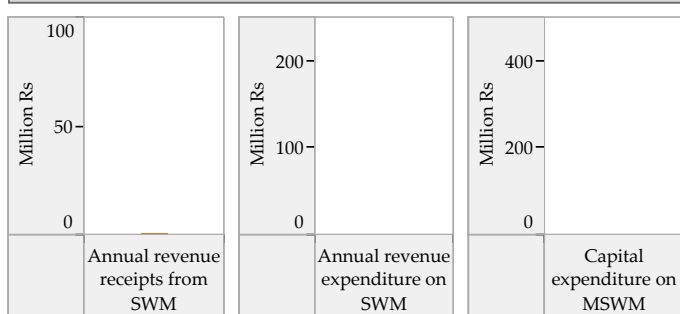 100
50
0
Million Rs
Annual revenue
receipts from
SWM
200
100
0
Million Rs
Annual revenue
expenditure on
SWM
400
200
0
Million Rs
Capital
expenditure on
MSWM